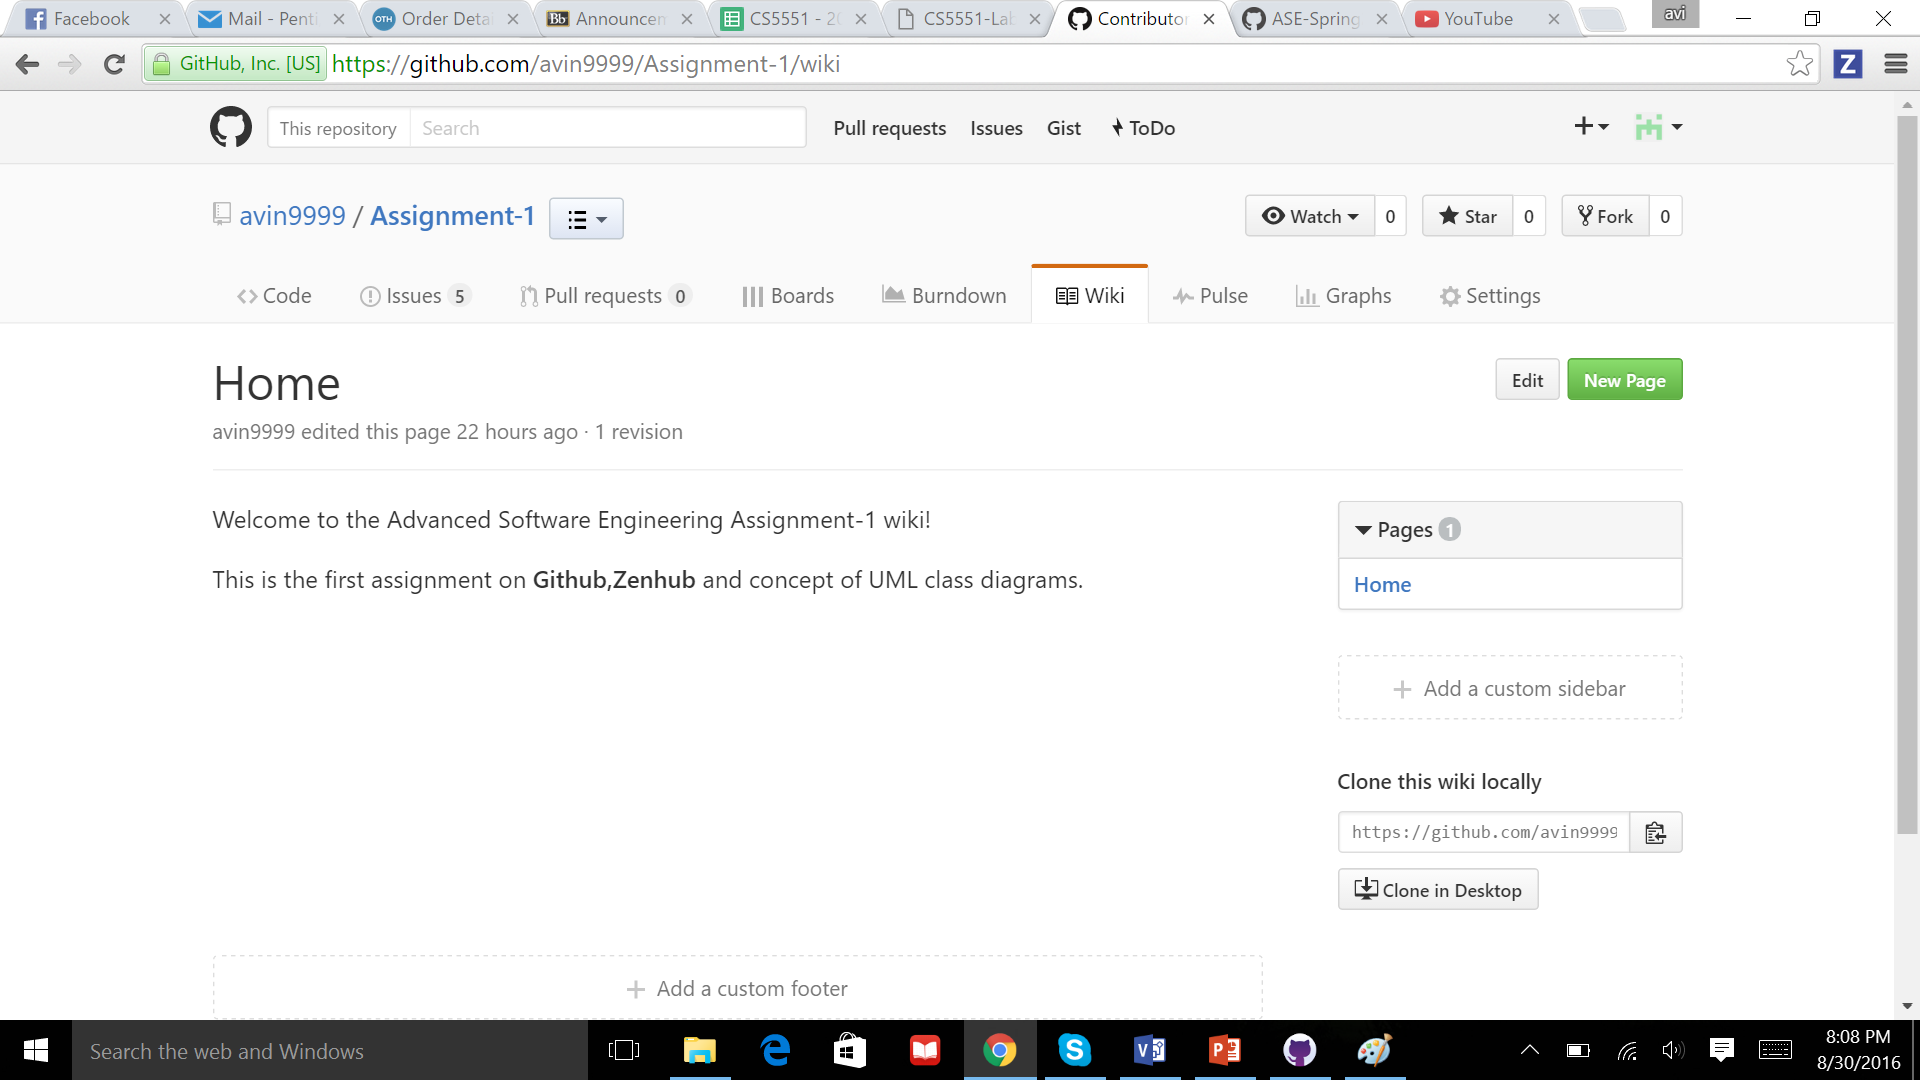 Facebook
Mail - Penti
Order Detai
Bb Announcem
CS5551 - 20
CS5551-Lab
Contributor
ASE-Spring
YouTube
avi
GitHub, Inc. [US] https://github.com/avin9999/Assignment-1/wiki
Z
This repository Search Pull requests Issues Gist ToDo
avin9999 / Assignment-1
Watch 0 Star 0 Fork 0
Code Issues 5 Pull requests 0 Boards Burndown Wiki Pulse Graphs Settings
Home
Edit New Page
avin9999 edited this page 22 hours ago · 1 revision
Welcome to the Advanced Software Engineering Assignment-1 wiki!
This is the first assignment on Github,Zenhub and concept of UML class diagrams.
Pages 1
Home
+ Add a custom sidebar
Clone this wiki locally
https://github.com/avin9999
Clone in Desktop
+ Add a custom footer
Search the web and Windows
8:08 PM
8/30/2016